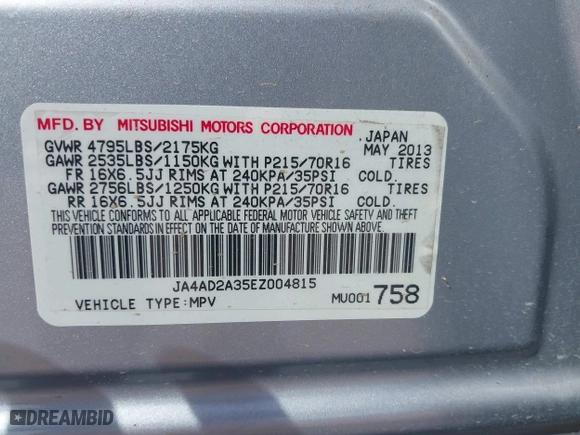 MFD. BY MITSUBISHI MOTORS CORPORATION
GVWR 4795LBS/2175KG JAPAN MAY 2013
GAWR 2535LBS/1150KG WITH P215/70R16 TIRES
FR 16X6.5JJ RIMS AT 240KPA/35PSI COLD.
GAWR 2756LBS/1250KG WITH P215/70R16 TIRES
RR 16X6.5JJ RIMS AT 240KPA/35PSI COLD.
THIS VEHICLE CONFORMS TO ALL APPLICABLE FEDERAL MOTOR VEHICLE SAFETY AND THEFT
PREVENTION STANDARDS IN EFFECT ON THE DATE OF MANUFACTURE SHOWN ABOVE.
JA4AD2A35EZ004815
VEHICLE TYPE:MPV MU001758
DREAMBID